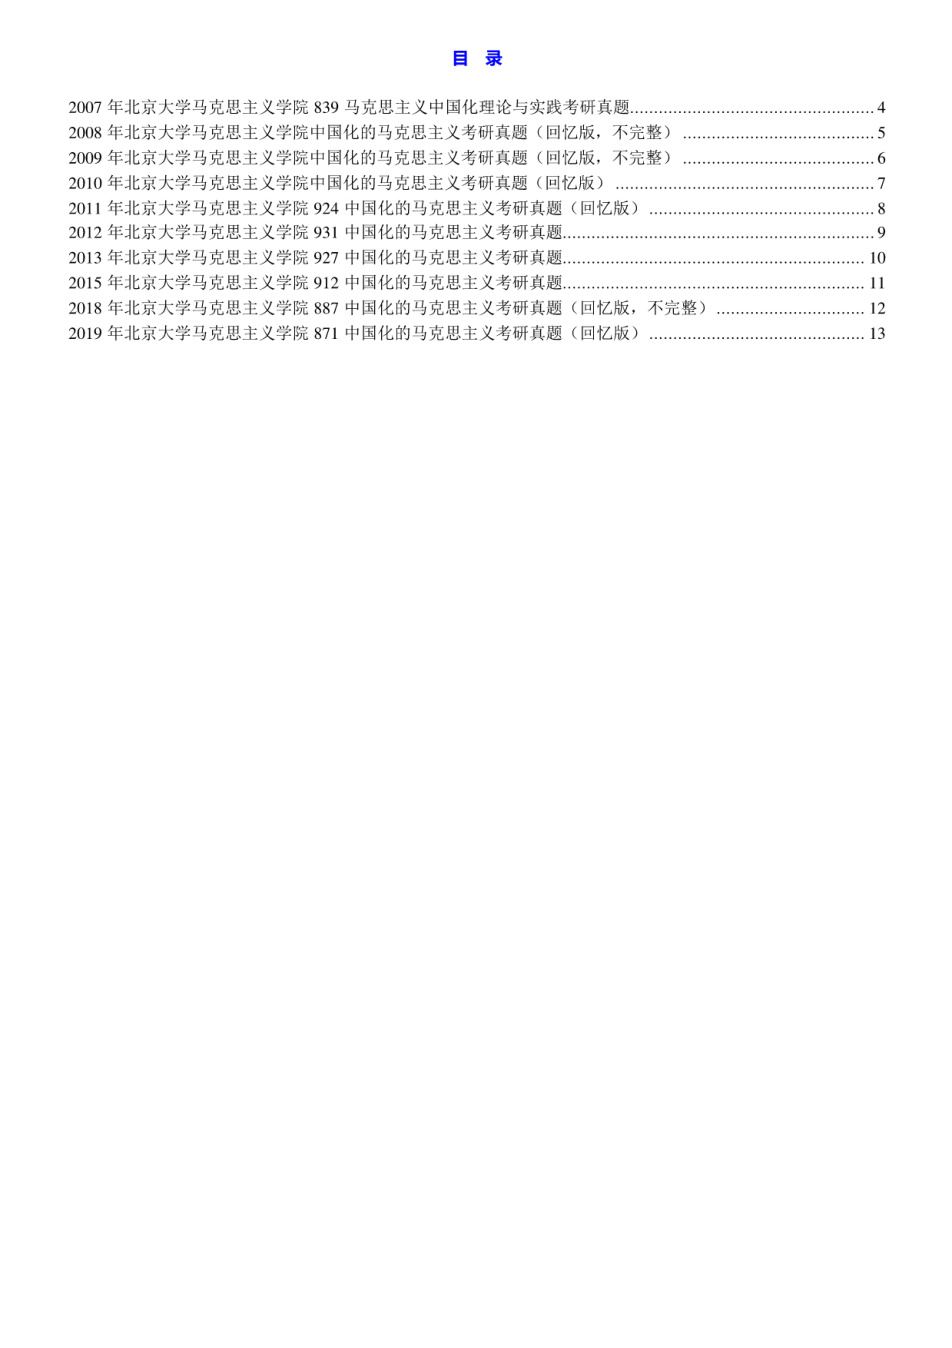 目 录
2007 年北京大学马克思主义学院 839 马克思主义中国化理论与实践考研真题................................................... 4
2008 年北京大学马克思主义学院中国化的马克思主义考研真题（回忆版，不完整） ........................................ 5
2009 年北京大学马克思主义学院中国化的马克思主义考研真题（回忆版，不完整） ........................................ 6
2010 年北京大学马克思主义学院中国化的马克思主义考研真题（回忆版） ...................................................... 7
2011 年北京大学马克思主义学院 924 中国化的马克思主义考研真题（回忆版） ............................................... 8
2012 年北京大学马克思主义学院 931 中国化的马克思主义考研真题................................................................. 9
2013 年北京大学马克思主义学院 927 中国化的马克思主义考研真题............................................................... 10
2015 年北京大学马克思主义学院 912 中国化的马克思主义考研真题............................................................... 11
2018 年北京大学马克思主义学院 887 中国化的马克思主义考研真题（回忆版，不完整） ............................... 12
2019 年北京大学马克思主义学院 871 中国化的马克思主义考研真题（回忆版） ............................................. 13